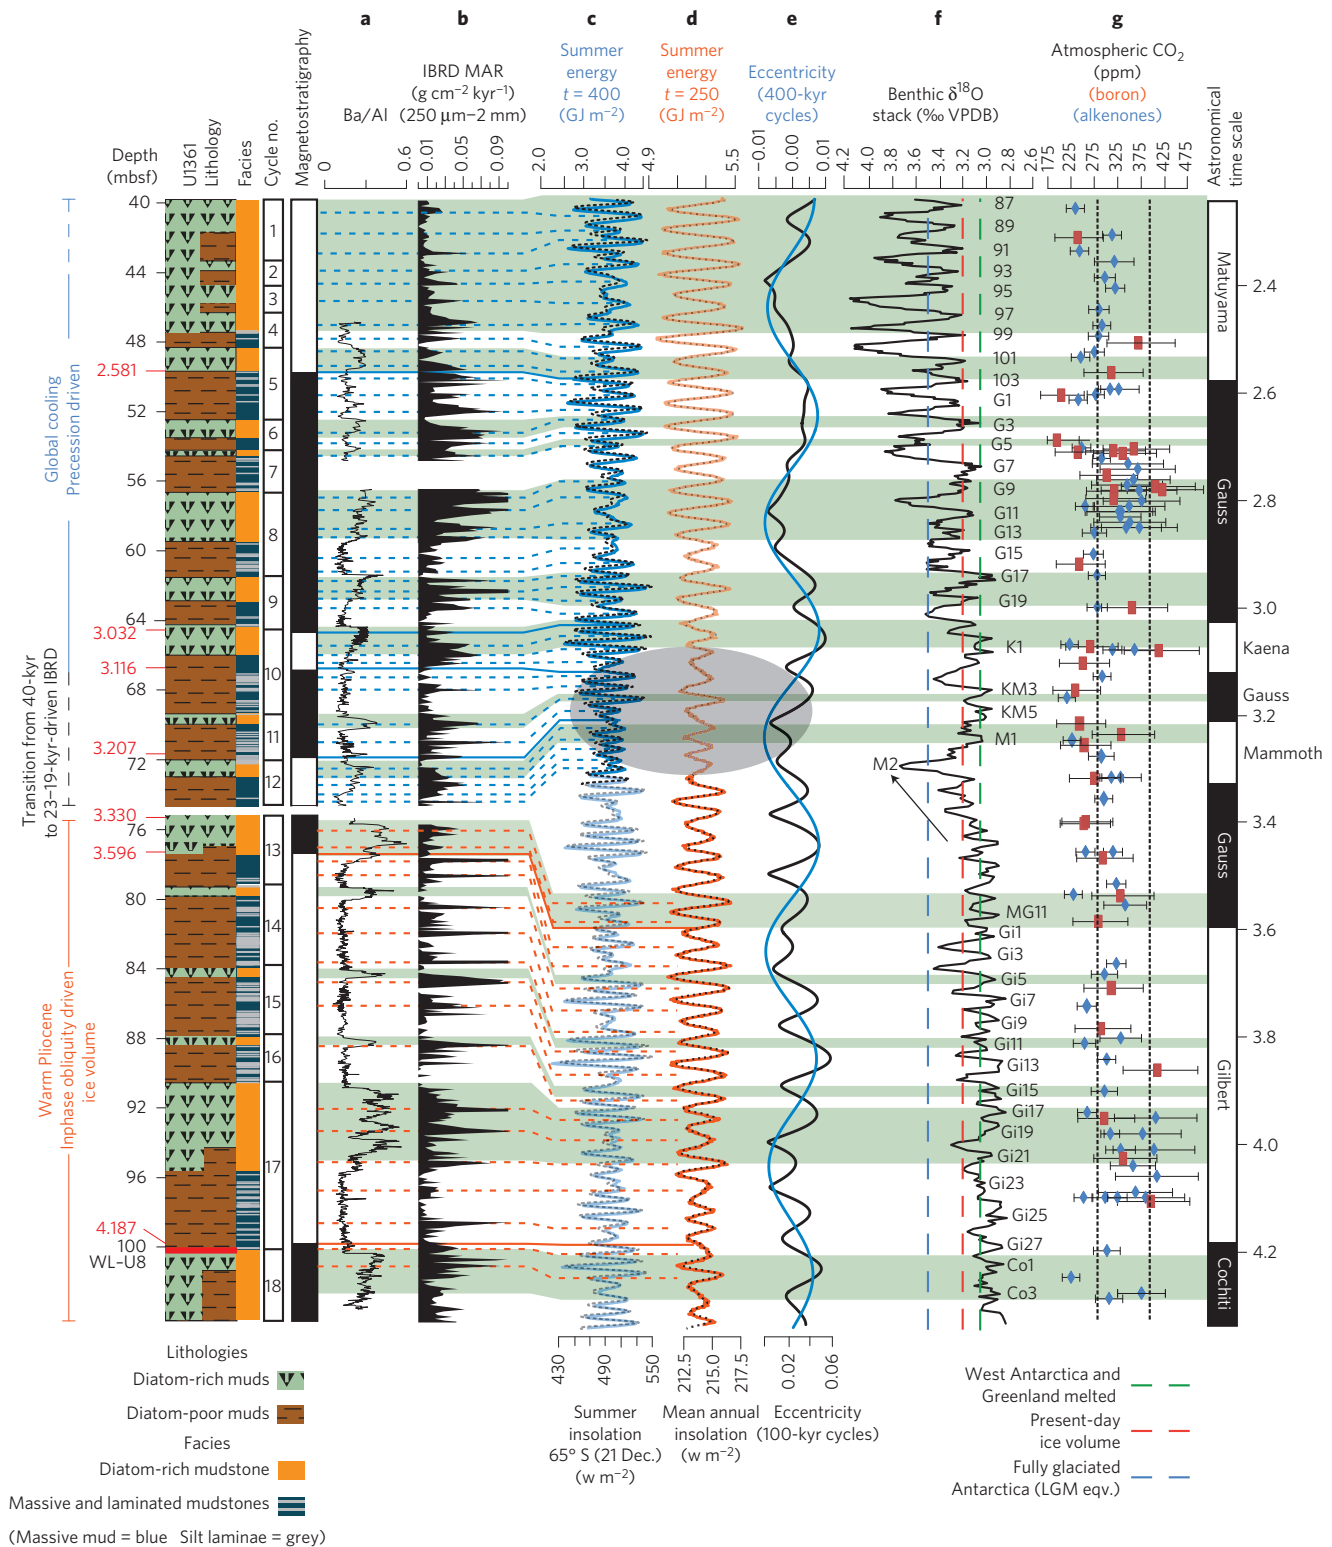 a b c d e f g
Ba/Al
IBRD MAR
(g cm−2 kyr−1)
(250 μm−2 mm)
Summer
energy
t = 400
(GJ m−2)
Summer
energy
t = 250
(GJ m−2)
Eccentricity
(400-kyr
cycles)
Benthic δ18O
stack (‰ VPDB)
Atmospheric CO2
(ppm)
(boron)
(alkenones)
Astronomical
time scale
Depth
(mbsf)
U1361
Lithology
Facies
Cycle no.
Magnetostratigraphy
0 0.6
0.01 0.05 0.09
2.0 3.0 4.0 4.9
5.5
−0.01 0.00 0.01
4.2 3.8 3.6 3.4 3.2 3.0 2.8 2.6
4.0
175 225 275 325 375 425 475
40
44
48
2.581
52
56
60
64
3.032
3.116
68
3.207
72
3.330
76
3.596
80
84
88
92
96
4.187
100
WL–U8
Global cooling
Precession driven
Transition from 40-kyr
to 23–19-kyr-driven IBRD
Warm Pliocene
Inphase obliquity driven
ice volume
1
2
3
4
5
6
7
8
9
10
11
12
13
14
15
16
17
18
87
89
91
93
95
97
99
101
103
G1
G3
G5
G7
G9
G11
G13
G15
G17
G19
K1
KM3
KM5
M1
M2
MG11
Gi1
Gi3
Gi5
Gi7
Gi9
Gi11
Gi13
Gi15
Gi17
Gi19
Gi21
Gi23
Gi25
Gi27
Co1
Co3
Matuyama
Gauss
Kaena
Gauss
Mammoth
Gauss
Gilbert
Cochiti
2.4
2.6
2.8
3.0
3.2
3.4
3.6
3.8
4.0
4.2
430 490 550
212.5 215.0 217.5
0.02 0.06
Summer
insolation
65° S (21 Dec.)
(w m−2)
Mean annual
insolation
(w m−2)
Eccentricity
(100-kyr cycles)
Lithologies
Diatom-rich muds
Diatom-poor muds
Facies
Diatom-rich mudstone
Massive and laminated mudstones
(Massive mud = blue Silt laminae = grey)
West Antarctica and
Greenland melted
Present-day
ice volume
Fully glaciated
Antarctica (LGM eqv.)